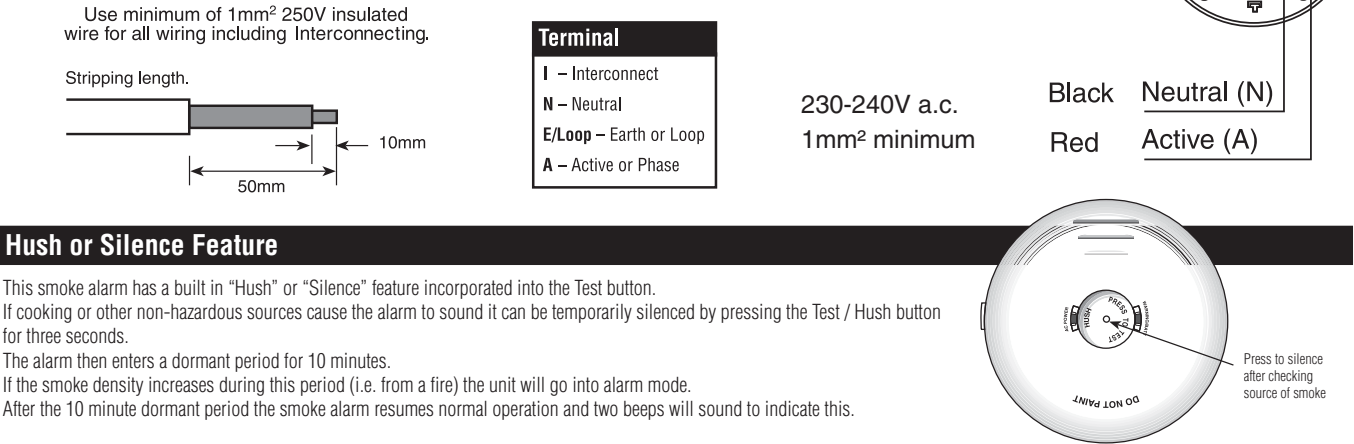 Use minimum of 1mm² 250V insulated
wire for all wiring including Interconnecting.
Stripping length.
10mm
50mm
Terminal
I – Interconnect
N – Neutral
E/Loop – Earth or Loop
A – Active or Phase
230-240V a.c.
1mm² minimum
Black Neutral (N)
Red Active (A)
Hush or Silence Feature
This smoke alarm has a built in “Hush” or “Silence” feature incorporated into the Test button.
If cooking or other non-hazardous sources cause the alarm to sound it can be temporarily silenced by pressing the Test / Hush button
for three seconds.
The alarm then enters a dormant period for 10 minutes.
If the smoke density increases during this period (i.e. from a fire) the unit will go into alarm mode.
After the 10 minute dormant period the smoke alarm resumes normal operation and two beeps will sound to indicate this.
AC POWER
HUSH
PRESS TO TEST
DO NOT PAINT
Press to silence
after checking
source of smoke